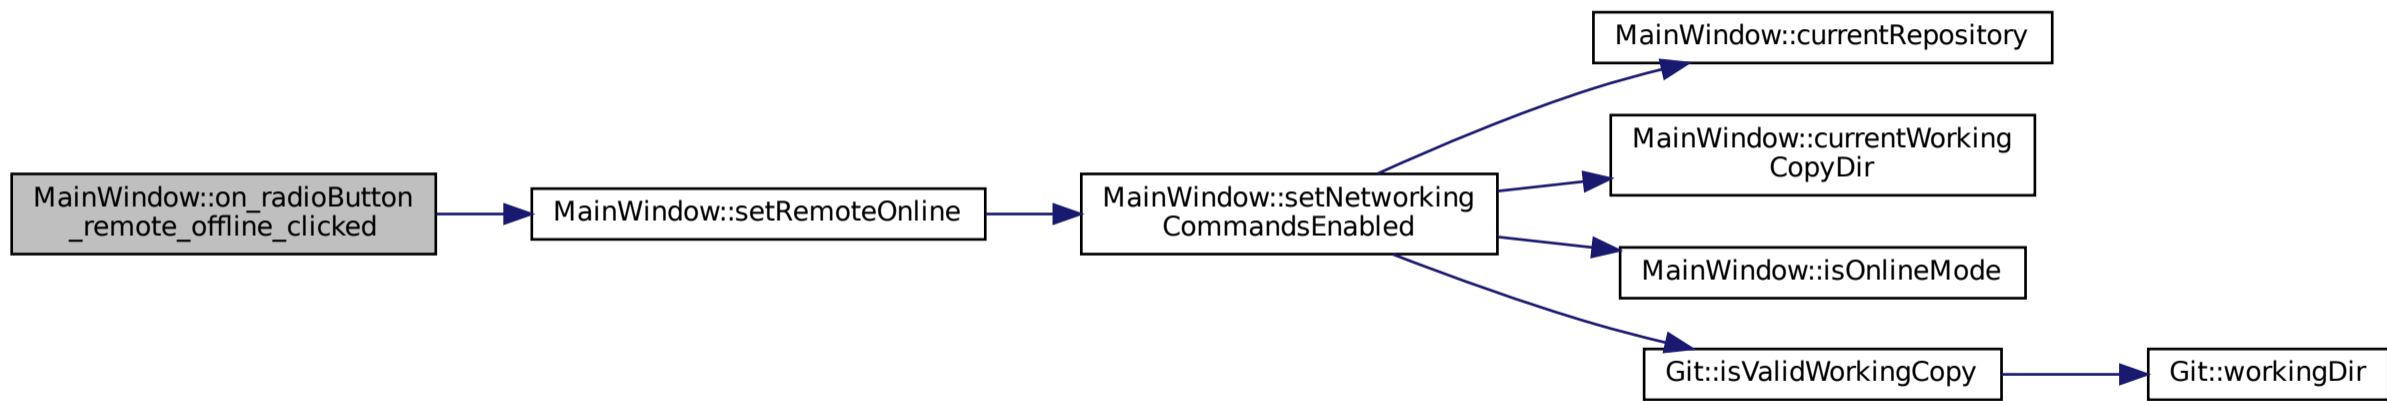 MainWindow::on_radioButton
_remote_offline_clicked
MainWindow::setRemoteOnline
MainWindow::setNetworking
CommandsEnabled
MainWindow::currentRepository
MainWindow::currentWorking
CopyDir
MainWindow::isOnlineMode
Git::isValidWorkingCopy
Git::workingDir